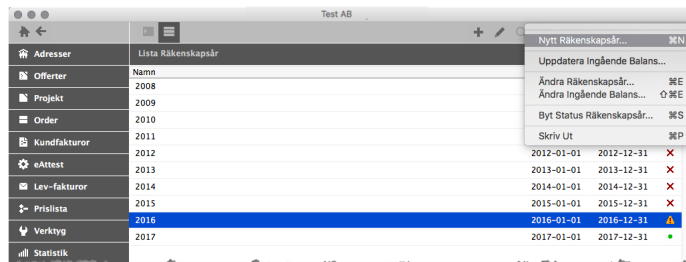 Test AB
Adresser
Offerter
Projekt
Order
Kundfakturor
eAttest
Lev-fakturor
Prislista
Verktyg
Statistik
Lista Räkenskapsår
Namn
2008
2009
2010
2011
2012 2012-01-01 2012-12-31
2013 2013-01-01 2013-12-31
2014 2014-01-01 2014-12-31
2015 2015-01-01 2015-12-31
2016 2016-01-01 2016-12-31
2017 2017-01-01 2017-12-31
Nytt Räkenskapsår... ⌘N
Uppdatera Ingående Balans...
Ändra Räkenskapsår... ⌘E
Ändra Ingående Balans... ⇧⌘E
Byt Status Räkenskapsår... ⌘S
Skriv Ut ⌘P